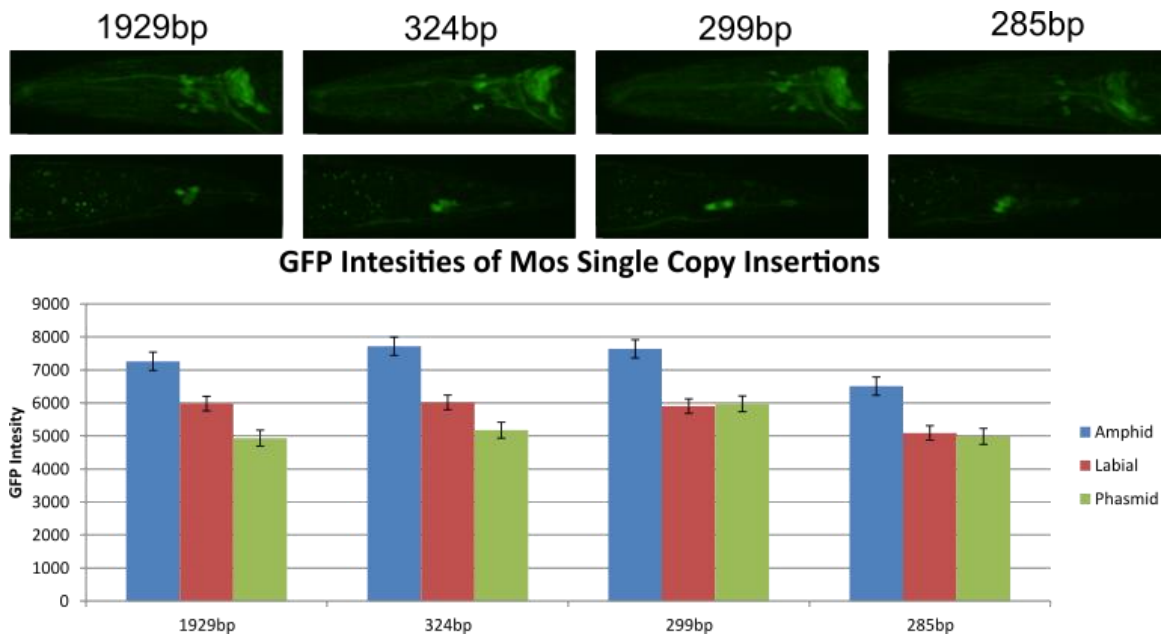 1929bp 324bp 299bp 285bp
GFP Intesities of Mos Single Copy Insertions
9000
8000
7000
6000
5000
4000
3000
2000
1000
0
GFP Intesity
1929bp 324bp 299bp 285bp
Amphid
Labial
Phasmid